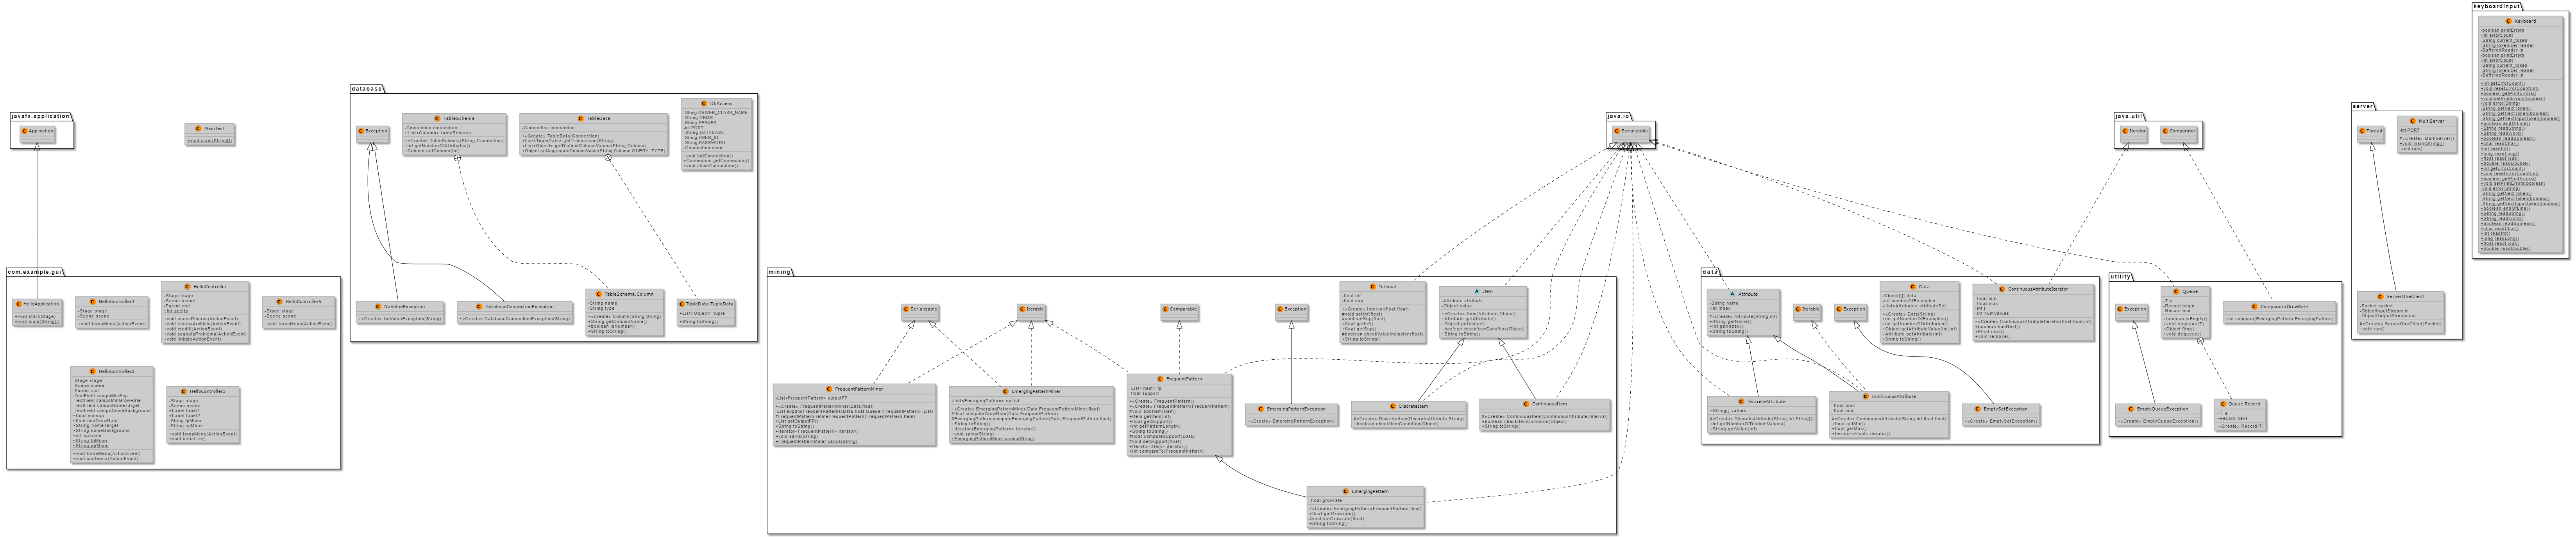 javafx.application
Application
com.example.gui
HelloApplication
+void start(Stage)
+void main(String[])
HelloController4
~Stage stage
~Scene scene
+void tornaMenu(ActionEvent)
HelloController
~Stage stage
~Scene scene
~Parent root
~int scelta
+void nuovaRicerca(ActionEvent)
+void ricercaArchivio(ActionEvent)
+void crediti(ActionEvent)
+void segnalaProblema(ActionEvent)
HelloController5
~Stage stage
~Scene scene
+void tornaMenu(ActionEvent)
HelloController2
~Stage stage
~Scene scene
~Parent root
~TextField campoMinSup
~TextField campoMinGrowRate
~TextField campoNomeTarget
~TextField campoNomeBackground
~float minsup
~float minGrowRate
~String nomeTarget
~String nomeBackground
~int opzione
~String fpMiner
~String epMiner
+void tornaMenu(ActionEvent)
+void conferma(ActionEvent)
HelloController3
~Stage stage
~Scene scene
+Label label1
+Label label2
~String fpMiner
~String epMiner
+void tornaMenu(ActionEvent)
+void initialize()
MainTest
+void main(String[])
database
Exception
TableSchema
-Connection connection
~List<Column> tableSchema
+«Create» TableSchema(String,Connection)
+int getNumberOfAttributes()
+Column getColumn(int)
TableData
-Connection connection
+«Create» TableData(Connection)
+List<TupleData> getTransazioni(String)
+List<Object> getDistinctColumnValues(String,Column)
+Object getAggregateColumnValue(String,Column,QUERY_TYPE)
DbAccess
-String DRIVER_CLASS_NAME
-String DBMS
-String SERVER
-int PORT
-String DATABASE
-String USER_ID
-String PASSWORD
-Connection conn
+void initConnection()
+Connection getConnection()
+void closeConnection()
NoValueException
+«Create» NoValueException(String)
DatabaseConnectionException
~«Create» DatabaseConnectionException(String)
TableSchema.Column
-String name
-String type
~«Create» Column(String,String)
+String getColumnName()
+boolean isNumber()
+String toString()
TableData.TupleData
+List<Object> tuple
+String toString()
mining
Serializable
Iterable
Comparable
Exception
Interval
-float inf
-float sup
~«Create» Interval(float,float)
#void setInf(float)
#void setSup(float)
+float getInf()
+float getSup()
#boolean checkValueInclusion(float)
+String toString()
Item
-Attribute attribute
-Object value
+«Create» Item(Attribute,Object)
+Attribute getAttribute()
+Object getValue()
~boolean checkItemCondition(Object)
+String toString()
FrequentPatternMiner
-List<FrequentPattern> outputFP
+«Create» FrequentPatternMiner(Data,float)
-List expandFrequentPatterns(Data,float,Queue<FrequentPattern>,List)
#FrequentPattern refineFrequentPattern(FrequentPattern,Item)
+List getOutputFP()
+String toString()
+Iterator<FrequentPattern> iterator()
+void salva(String)
+FrequentPatternMiner carica(String)
EmergingPatternMiner
-List<EmergingPattern> epList
+«Create» EmergingPatternMiner(Data,FrequentPatternMiner,float)
#float computeGrowRate(Data,FrequentPattern)
#EmergingPattern computeEmergingPattern(Data,FrequentPattern,float)
+String toString()
+Iterator<EmergingPattern> iterator()
+void salva(String)
+EmergingPatternMiner carica(String)
FrequentPattern
-List<Item> fp
-float support
+«Create» FrequentPattern()
+«Create» FrequentPattern(FrequentPattern)
#void addItem(Item)
+Item getItem(int)
+float getSupport()
+int getPatternLength()
+String toString()
#float computeSupport(Data)
#void setSupport(float)
+Iterator<Item> iterator()
+int compareTo(FrequentPattern)
EmergingPatternException
+«Create» EmergingPatternException()
DiscreteItem
#«Create» DiscreteItem(DiscreteAttribute,String)
+boolean checkItemCondition(Object)
ContinuousItem
#«Create» ContinuousItem(ContinuousAttribute,Interval)
+boolean checkItemCondition(Object)
+String toString()
EmergingPattern
-float growrate
#«Create» EmergingPattern(FrequentPattern,float)
+float getGrowrate()
#void setGrowrate(float)
+String toString()
java.io
Serializable
data
Attribute
-String name
-int index
#«Create» Attribute(String,int)
+String getName()
+int getIndex()
+String toString()
Iterable
Exception
Data
-Object[][] data
-int numberOfExamples
-List<Attribute> attributeSet
+«Create» Data(String)
+int getNumberOfExamples()
+int getNumberOfAttributes()
+Object getAttributeValue(int,int)
+Attribute getAttribute(int)
+String toString()
ContinuousAttributeIterator
-float min
-float max
-int j
-int numValues
~«Create» ContinuousAttributeIterator(float,float,int)
+boolean hasNext()
+Float next()
+void remove()
DiscreteAttribute
-String[] values
#«Create» DiscreteAttribute(String,int,String[])
+int getNumberOfDistinctValues()
+String getValue(int)
ContinuousAttribute
-float max
-float min
#«Create» ContinuousAttribute(String,int,float,float)
+float getMin()
+float getMax()
+Iterator<Float> iterator()
EmptySetException
+«Create» EmptySetException()
java.util
Iterator
Comparator
utility
Exception
Queue
-T e
-Record begin
-Record end
+boolean isEmpty()
+void enqueue(T)
+Object first()
+void dequeue()
ComparatorGrowRate
+int compare(EmergingPattern,EmergingPattern)
EmptyQueueException
+«Create» EmptyQueueException()
Queue.Record
+T e
+Record next
~«Create» Record(T)
server
Thread
MultiServer
-int PORT
#«Create» MultiServer()
+void main(String[])
-void run()
ServerOneClient
-Socket socket
-ObjectInputStream in
-ObjectOutputStream out
#«Create» ServerOneClient(Socket)
+void run()
keyboardinput
Keyboard
-boolean printErrors
-int errorCount
-String current_token
-StringTokenizer reader
-BufferedReader in
-boolean printErrors
-int errorCount
-String current_token
-StringTokenizer reader
-BufferedReader in
+int getErrorCount()
+void resetErrorCount(int)
+boolean getPrintErrors()
+void setPrintErrors(boolean)
-void error(String)
-String getNextToken()
-String getNextToken(boolean)
-String getNextInputToken(boolean)
+boolean endOfLine()
+String readString()
+String readWord()
+boolean readBoolean()
+char readChar()
+int readInt()
+long readLong()
+float readFloat()
+double readDouble()
+int getErrorCount()
+void resetErrorCount(int)
+boolean getPrintErrors()
+void setPrintErrors(boolean)
-void error(String)
-String getNextToken()
-String getNextToken(boolean)
-String getNextInputToken(boolean)
+boolean endOfLine()
+String readString()
+String readWord()
+boolean readBoolean()
+char readChar()
+int readInt()
+long readLong()
+float readFloat()
+double readDouble()